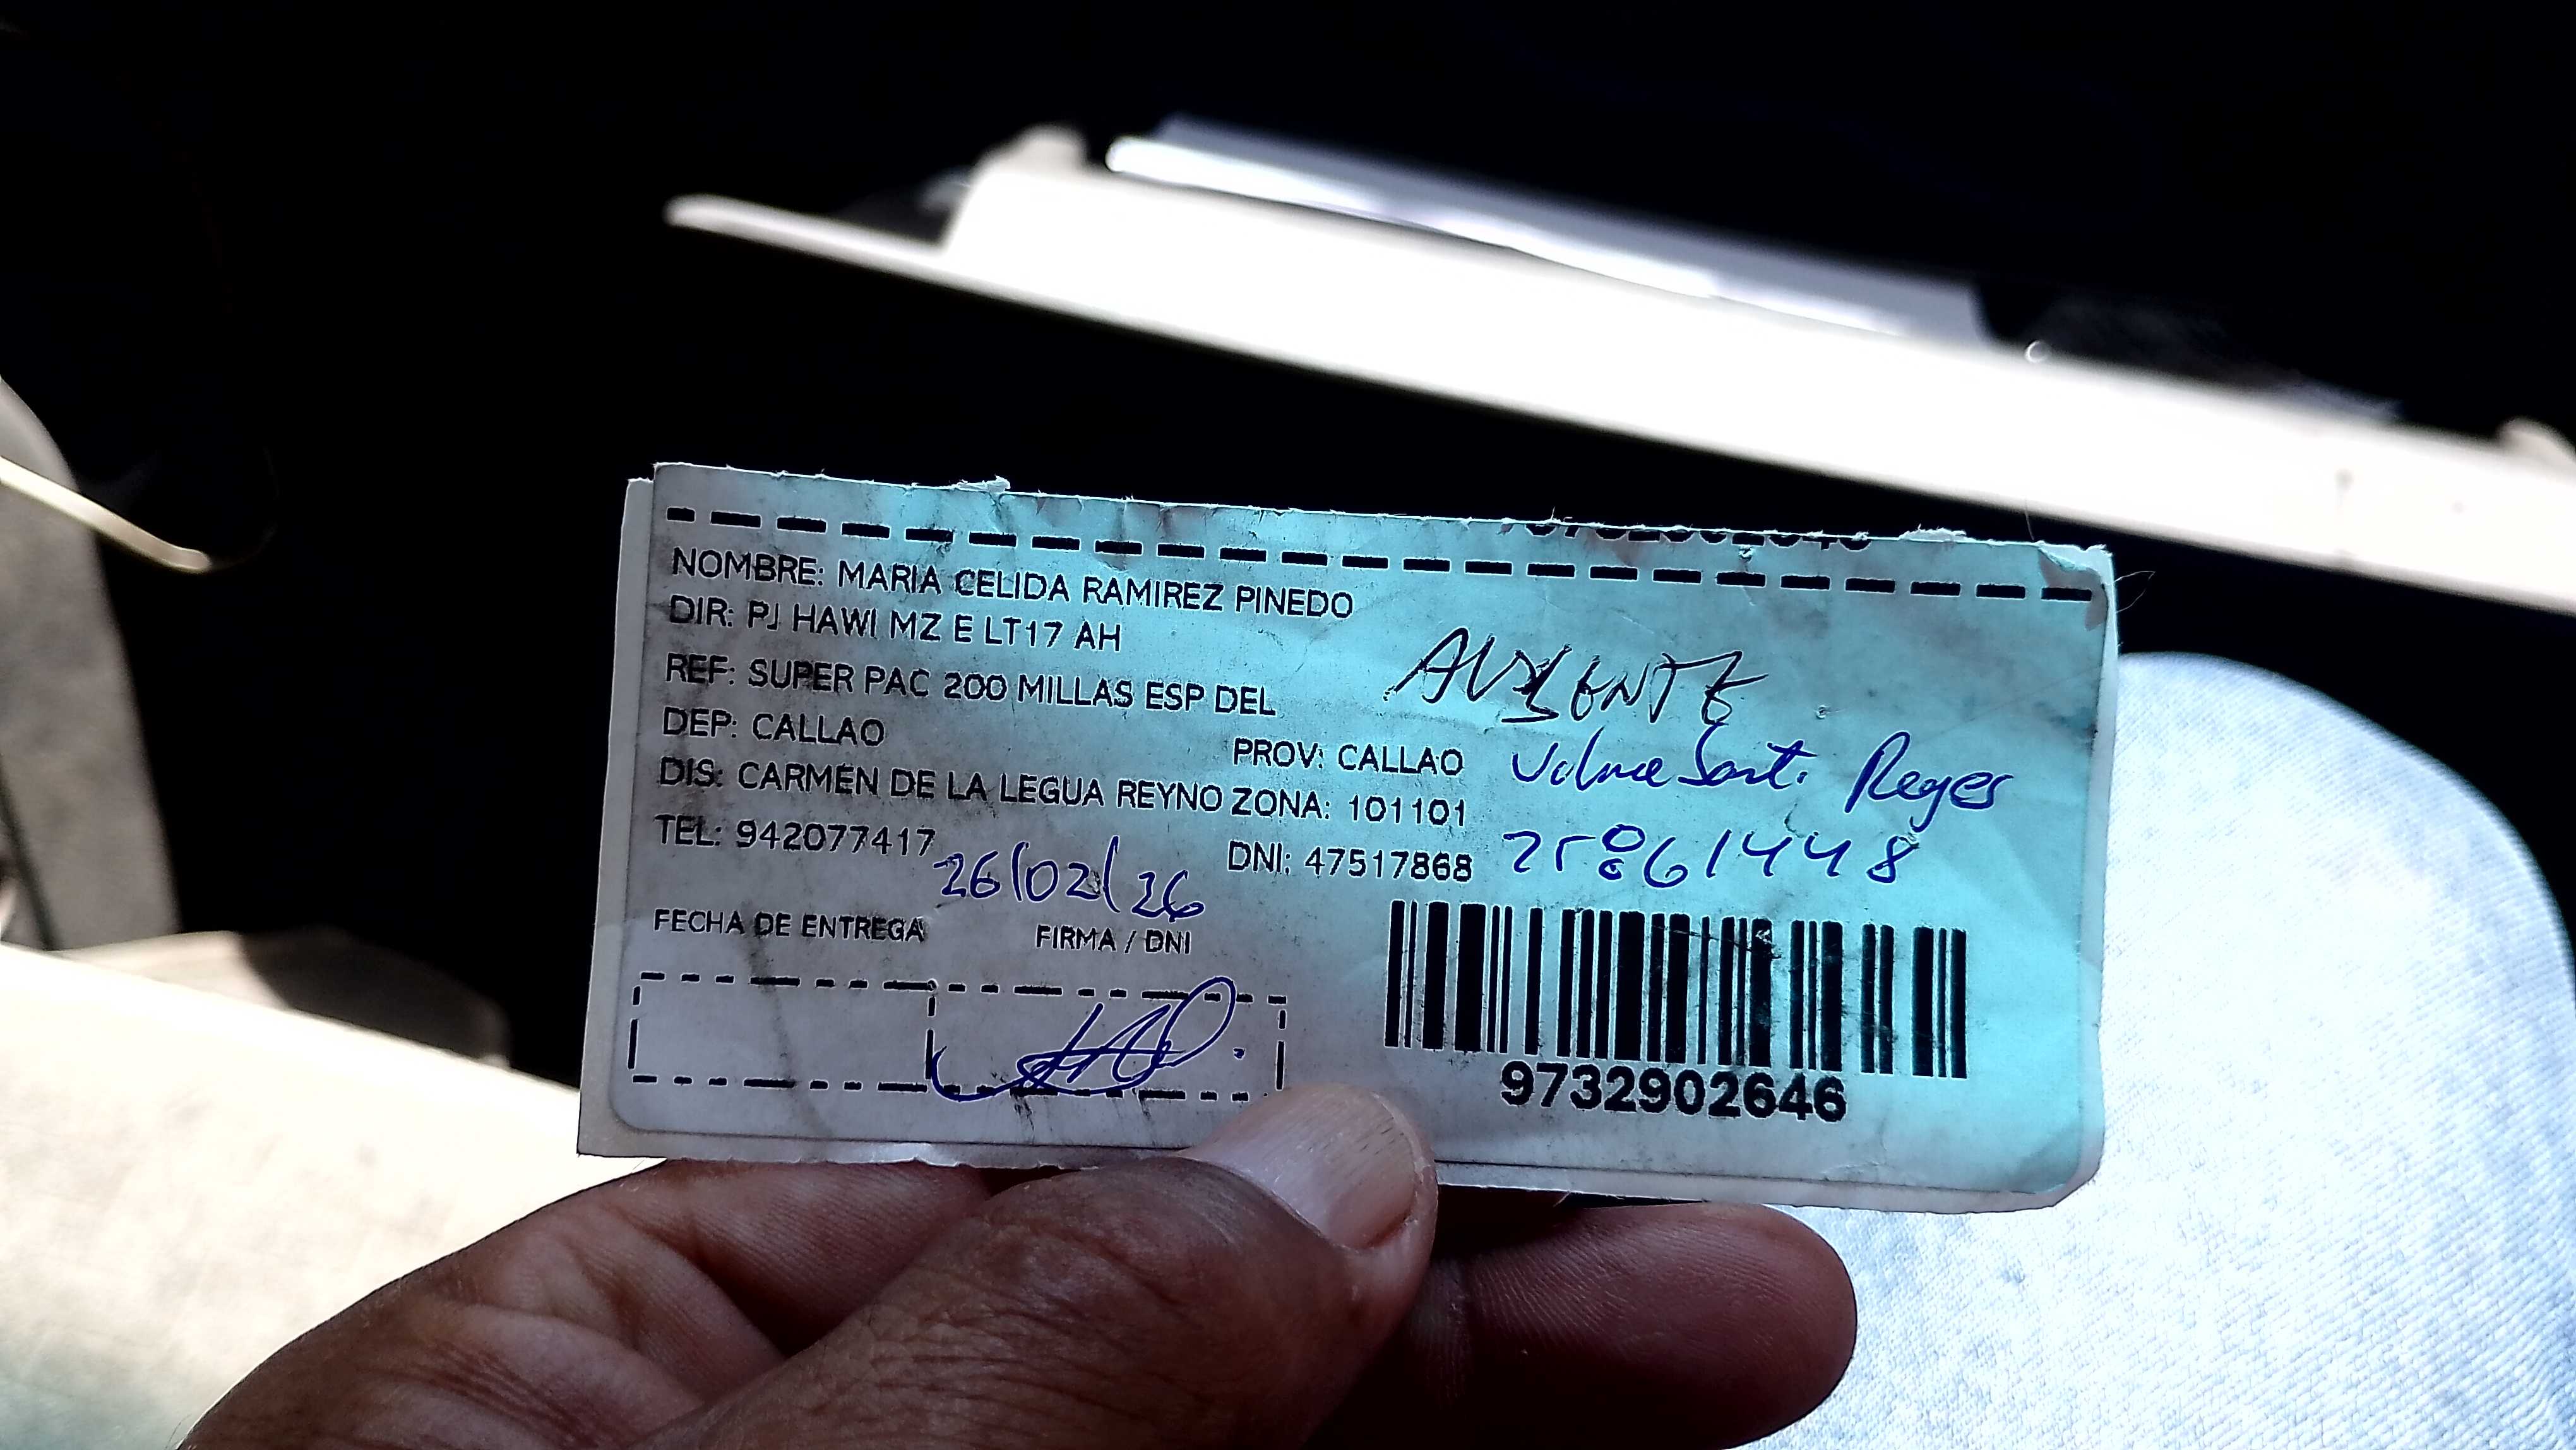 NOMBRE: MARIA CELIDA RAMIREZ PINEDO
DIR: PJ HAWI MZ E LT17 AH
REF: SUPER PAC 200 MILLAS ESP DEL
AUSENTE
DEP: CALLAO PROV: CALLAO
Reyes
DIS: CARMEN DE LA LEGUA REYNO ZONA: 101101
TEL: 942077417 DNI: 47517868 25861448
26/02/26
FECHA DE ENTREGA FIRMA / DNI
9732902646